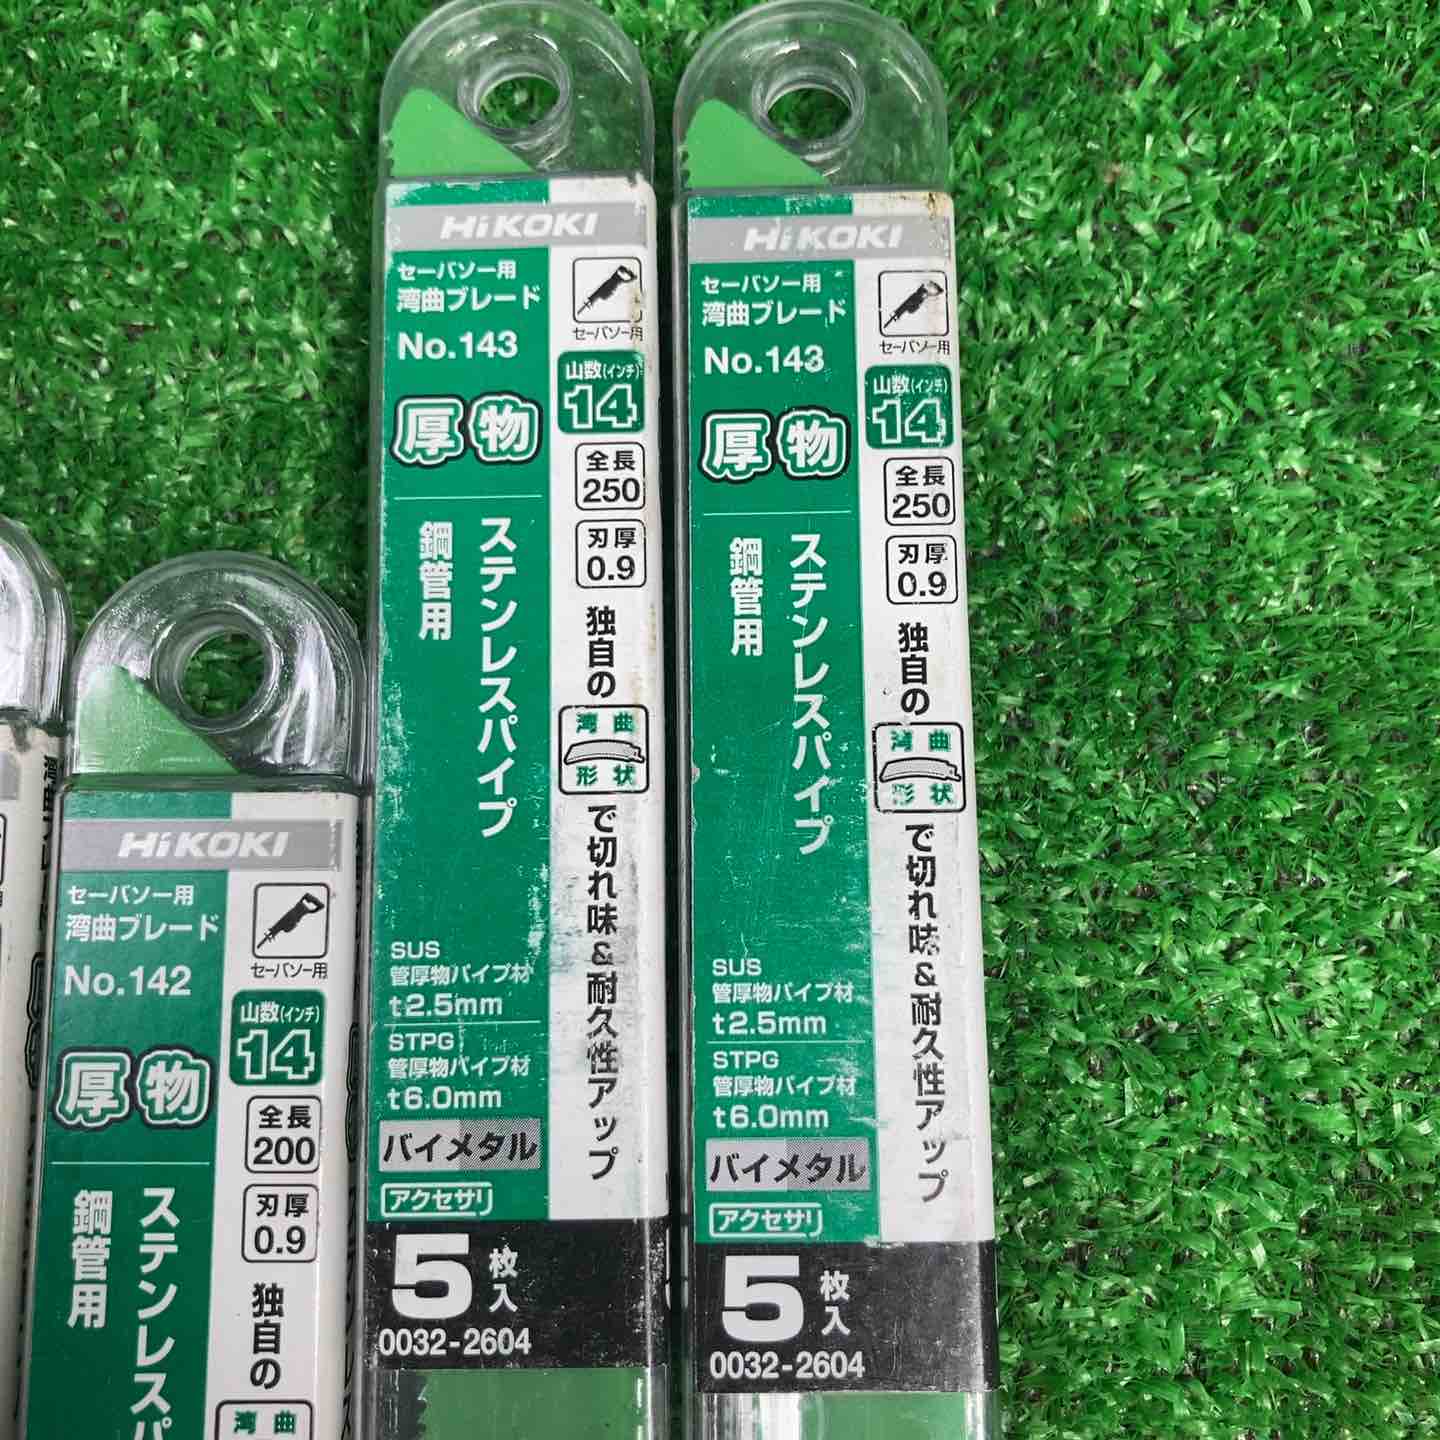 HiKOKI
セーバソー用
湾曲ブレード
No.143
厚物
ステンレスパイプ
鋼管用
SUS
管厚物パイプ材
t2.5mm
STPG
管厚物パイプ材
t6.0mm
バイメタル
アクセサリ
セーバソー用
山数(インチ)
14
全長
250
刃厚
0.9
独自の
湾曲
形状
で切れ味&耐久性アップ
5枚入
0032-2604
HiKOKI
セーバソー用
湾曲ブレード
No.143
厚物
ステンレスパイプ
鋼管用
SUS
管厚物パイプ材
t2.5mm
STPG
管厚物パイプ材
t6.0mm
バイメタル
アクセサリ
セーバソー用
山数(インチ)
14
全長
250
刃厚
0.9
独自の
湾曲
形状
で切れ味&耐久性アップ
5枚入
0032-2604
HiKOKI
セーバソー用
湾曲ブレード
No.142
厚物
ステンレスパ
鋼管用
セーバソー用
山数(インチ)
14
全長
200
刃厚
0.9
独自の
湾曲